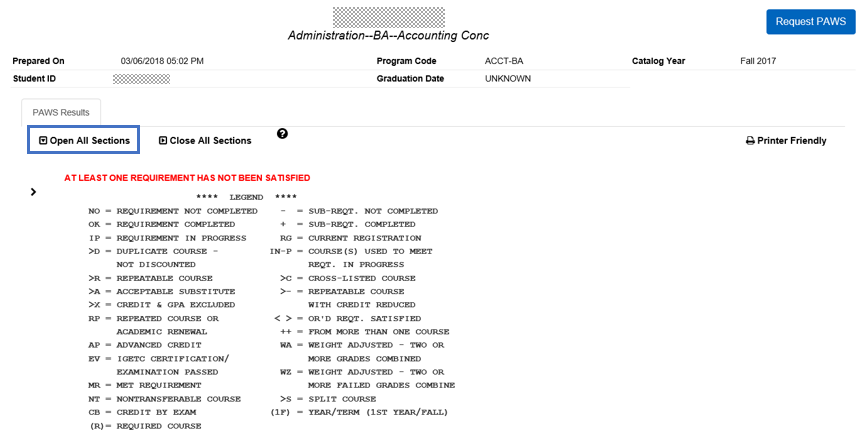 Request PAWS
Administration--BA--Accounting Conc
Prepared On 03/06/2018 05:02 PM Program Code ACCT-BA Catalog Year Fall 2017
Student ID Graduation Date UNKNOWN
PAWS Results
Open All Sections Close All Sections ? Printer Friendly
AT LEAST ONE REQUIREMENT HAS NOT BEEN SATISFIED
**** LEGEND ****
NO = REQUIREMENT NOT COMPLETED - = SUB-REQT. NOT COMPLETED
OK = REQUIREMENT COMPLETED + = SUB-REQT. COMPLETED
IP = REQUIREMENT IN PROGRESS RG = CURRENT REGISTRATION
>D = DUPLICATE COURSE - IN-P = COURSE(S) USED TO MEET
NOT DISCOUNTED REQT. IN PROGRESS
>R = REPEATABLE COURSE >C = CROSS-LISTED COURSE
>A = ACCEPTABLE SUBSTITUTE >- = REPEATABLE COURSE
>X = CREDIT & GPA EXCLUDED WITH CREDIT REDUCED
RP = REPEATED COURSE OR < > = OR'D REQT. SATISFIED
ACADEMIC RENEWAL ++ = FROM MORE THAN ONE COURSE
AP = ADVANCED CREDIT WA = WEIGHT ADJUSTED - TWO OR
EV = IGETC CERTIFICATION/ MORE GRADES COMBINED
EXAMINATION PASSED WZ = WEIGHT ADJUSTED - TWO OR
MR = MET REQUIREMENT MORE FAILED GRADES COMBINE
NT = NONTRANSFERABLE COURSE >S = SPLIT COURSE
CB = CREDIT BY EXAM (1F) = YEAR/TERM (1ST YEAR/FALL)
(R)= REQUIRED COURSE